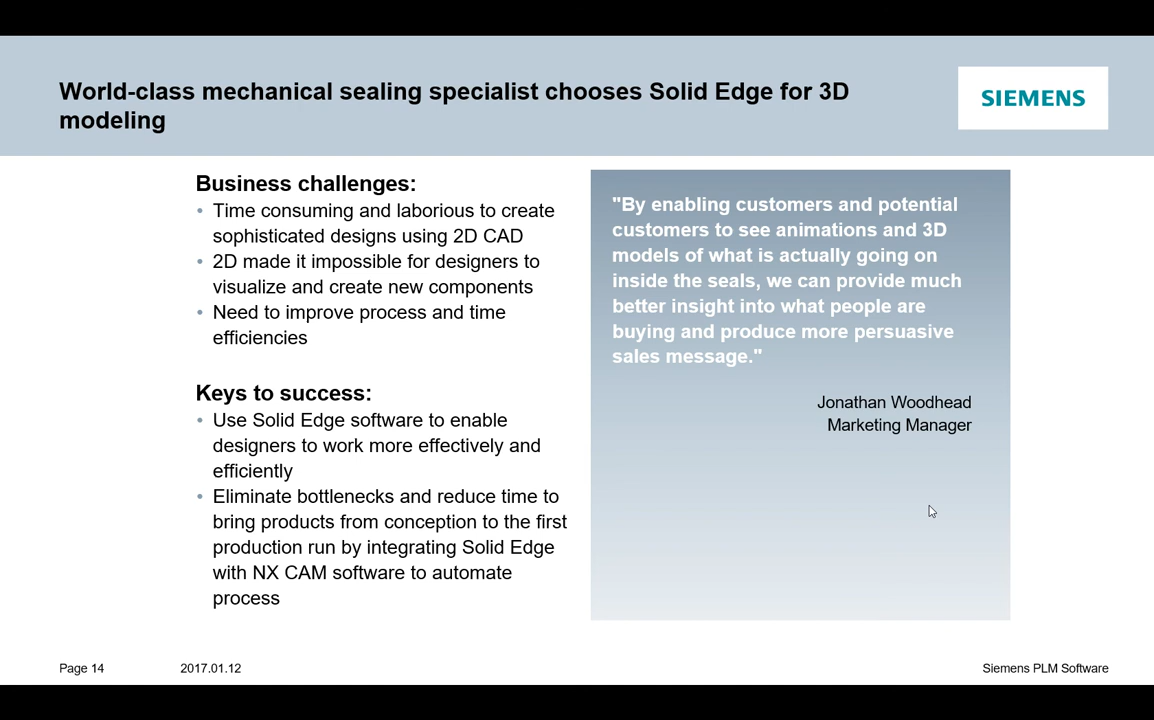 World-class mechanical sealing specialist chooses Solid Edge for 3D
modeling
SIEMENS
Business challenges:
• Time consuming and laborious to create
sophisticated designs using 2D CAD
• 2D made it impossible for designers to
visualize and create new components
• Need to improve process and time
efficiencies
Keys to success:
• Use Solid Edge software to enable
designers to work more effectively and
efficiently
• Eliminate bottlenecks and reduce time to
bring products from conception to the first
production run by integrating Solid Edge
with NX CAM software to automate
process
"By enabling customers and potential
customers to see animations and 3D
models of what is actually going on
inside the seals, we can provide much
better insight into what people are
buying and produce more persuasive
sales message."
Jonathan Woodhead
Marketing Manager
Page 14
2017.01.12
Siemens PLM Software